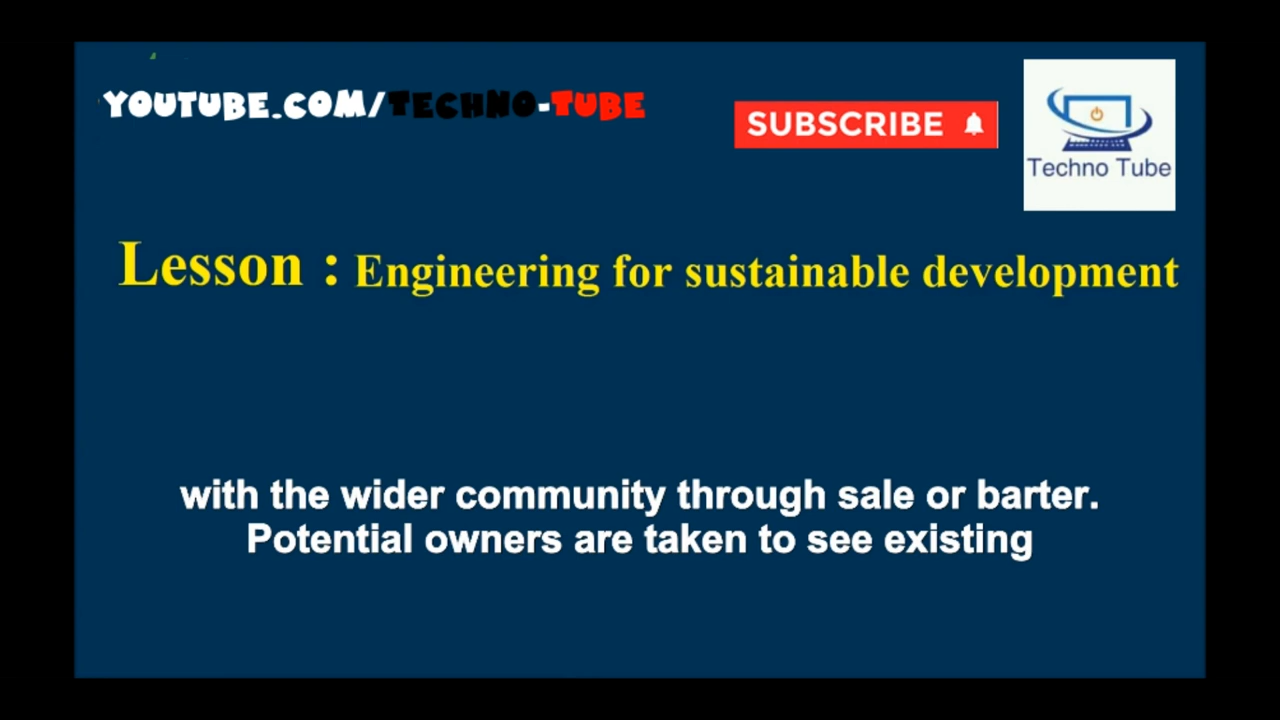 YOUTUBE.COM/TECHNO-TUBE
SUBSCRIBE
Techno Tube
Lesson : Engineering for sustainable development
with the wider community through sale or barter.
Potential owners are taken to see existing